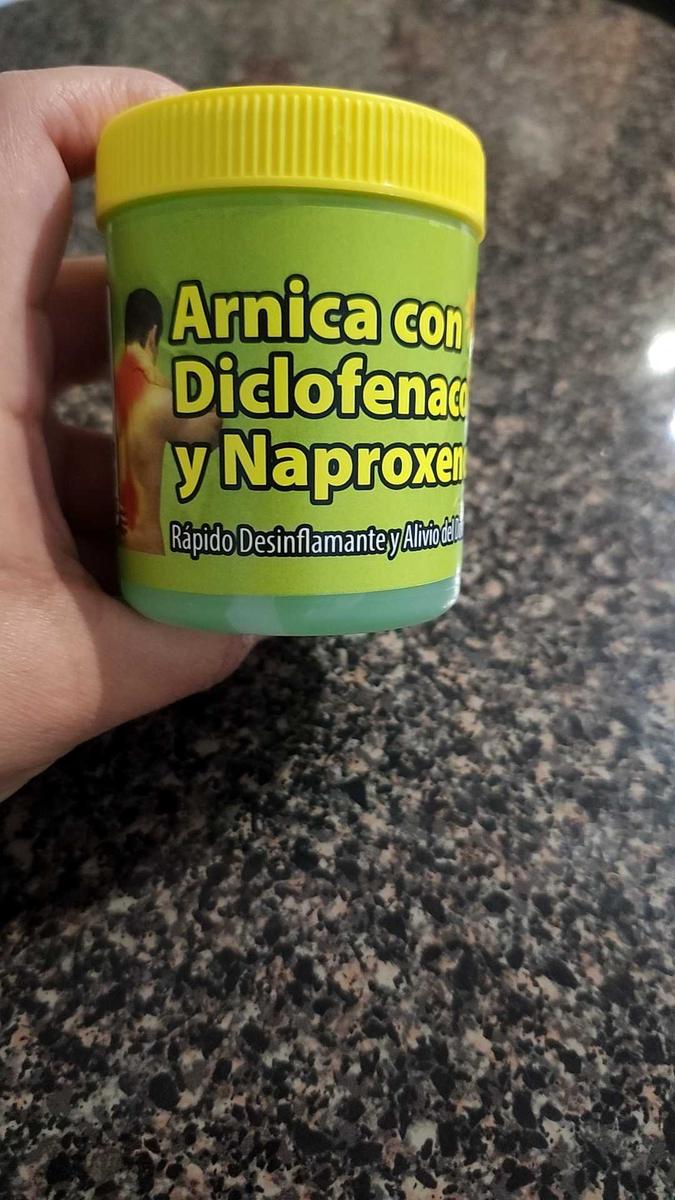 Arnica con
Diclofenaco
y Naproxen
Rápido Desinflamante y Alivio del